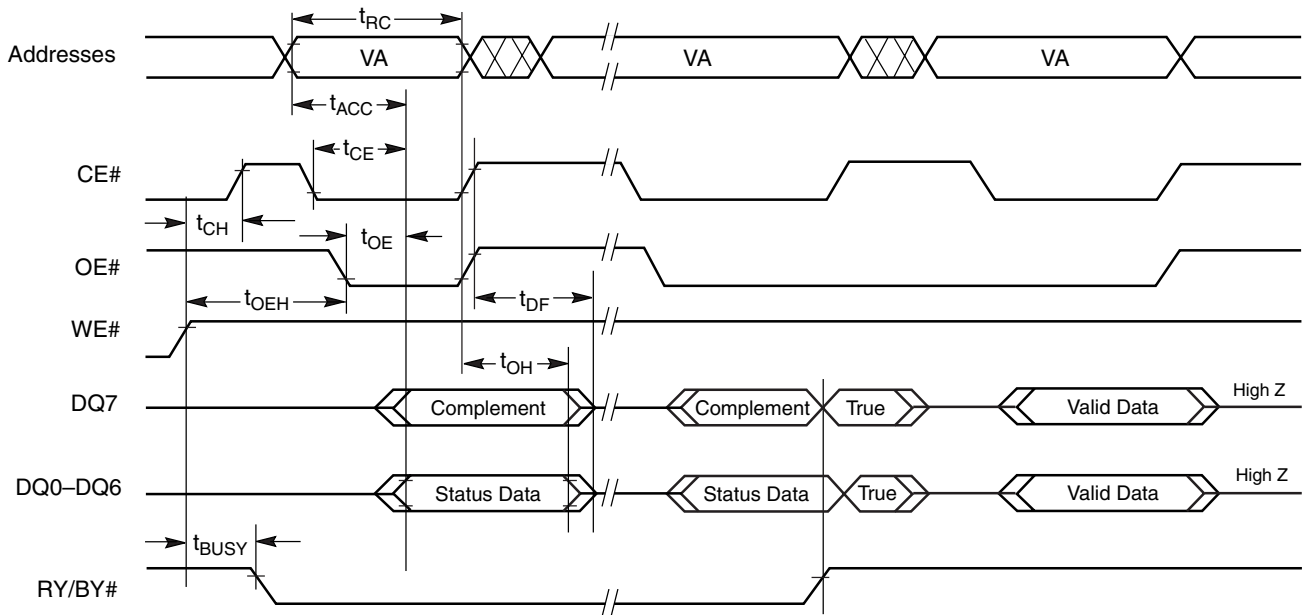 tRC
Addresses VA VA VA
tACC
tCE
CE#
tCH tOE
OE#
tOEH tDF
WE#
tOH
DQ7 Complement Complement True Valid Data High Z
DQ0–DQ6 Status Data Status Data True Valid Data High Z
tBUSY
RY/BY#